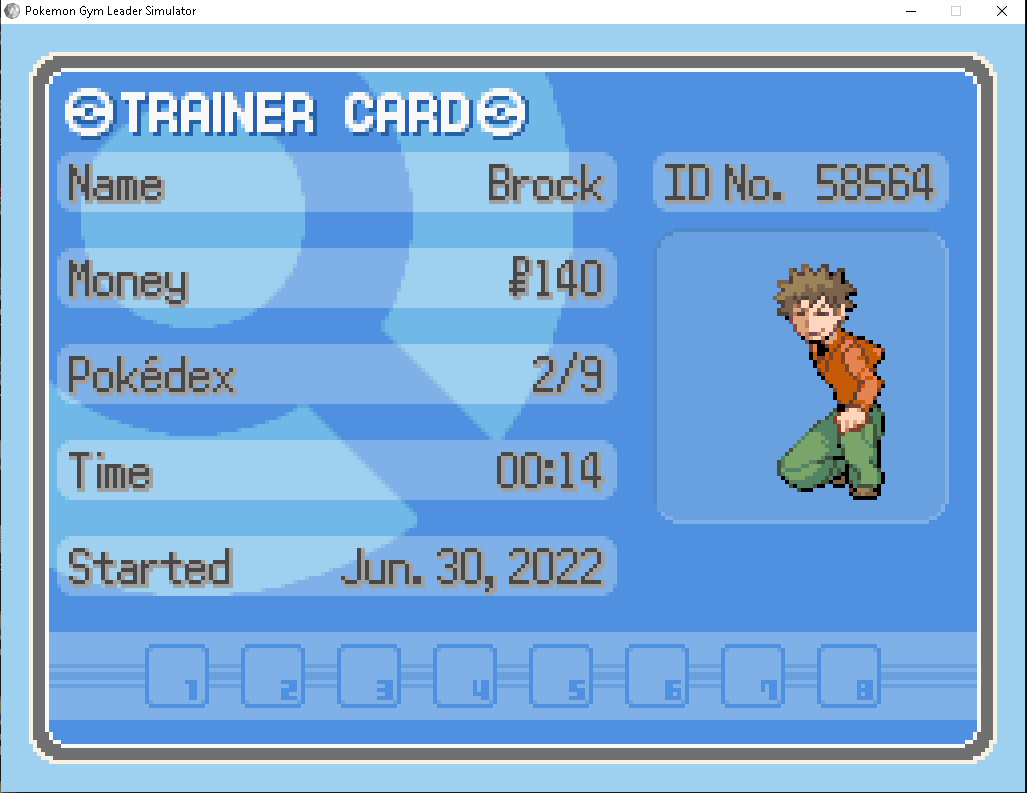 Pokemon Gym Leader Simulator
TRAINER CARD
Name Brock
ID No. 58564
Money ₽140
Pokédex 2/9
Time 00:14
Started Jun. 30, 2022
1 2 3 4 5 6 7 8